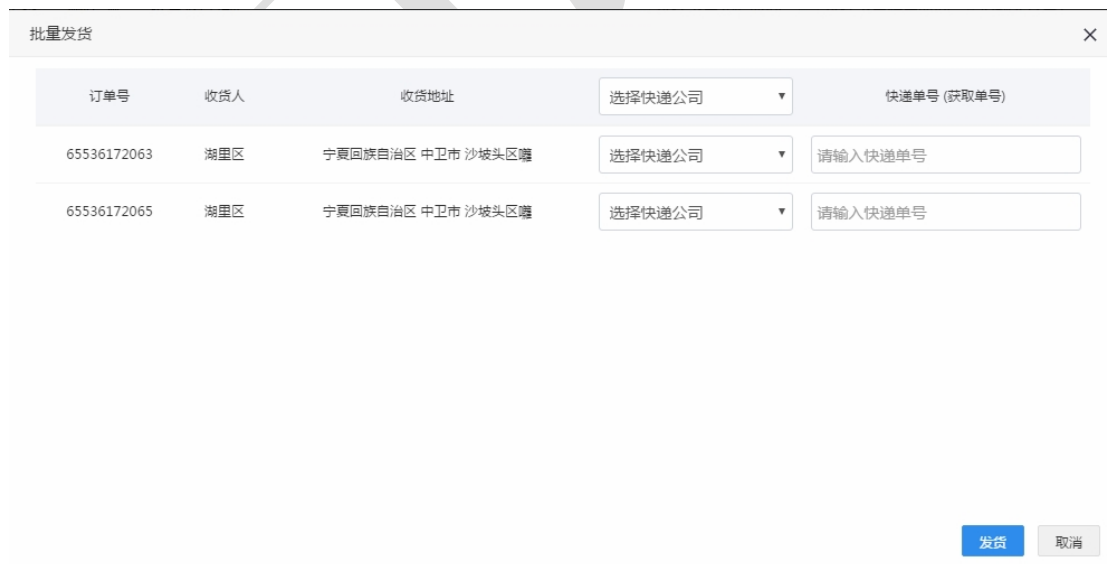 批量发货
订单号 收货人 收货地址 选择快递公司 快递单号 (获取单号)
65536172063 湖里区 宁夏回族自治区 中卫市 沙坡头区 选择快递公司 请输入快递单号
65536172065 湖里区 宁夏回族自治区 中卫市 沙坡头区 选择快递公司 请输入快递单号
发货 取消